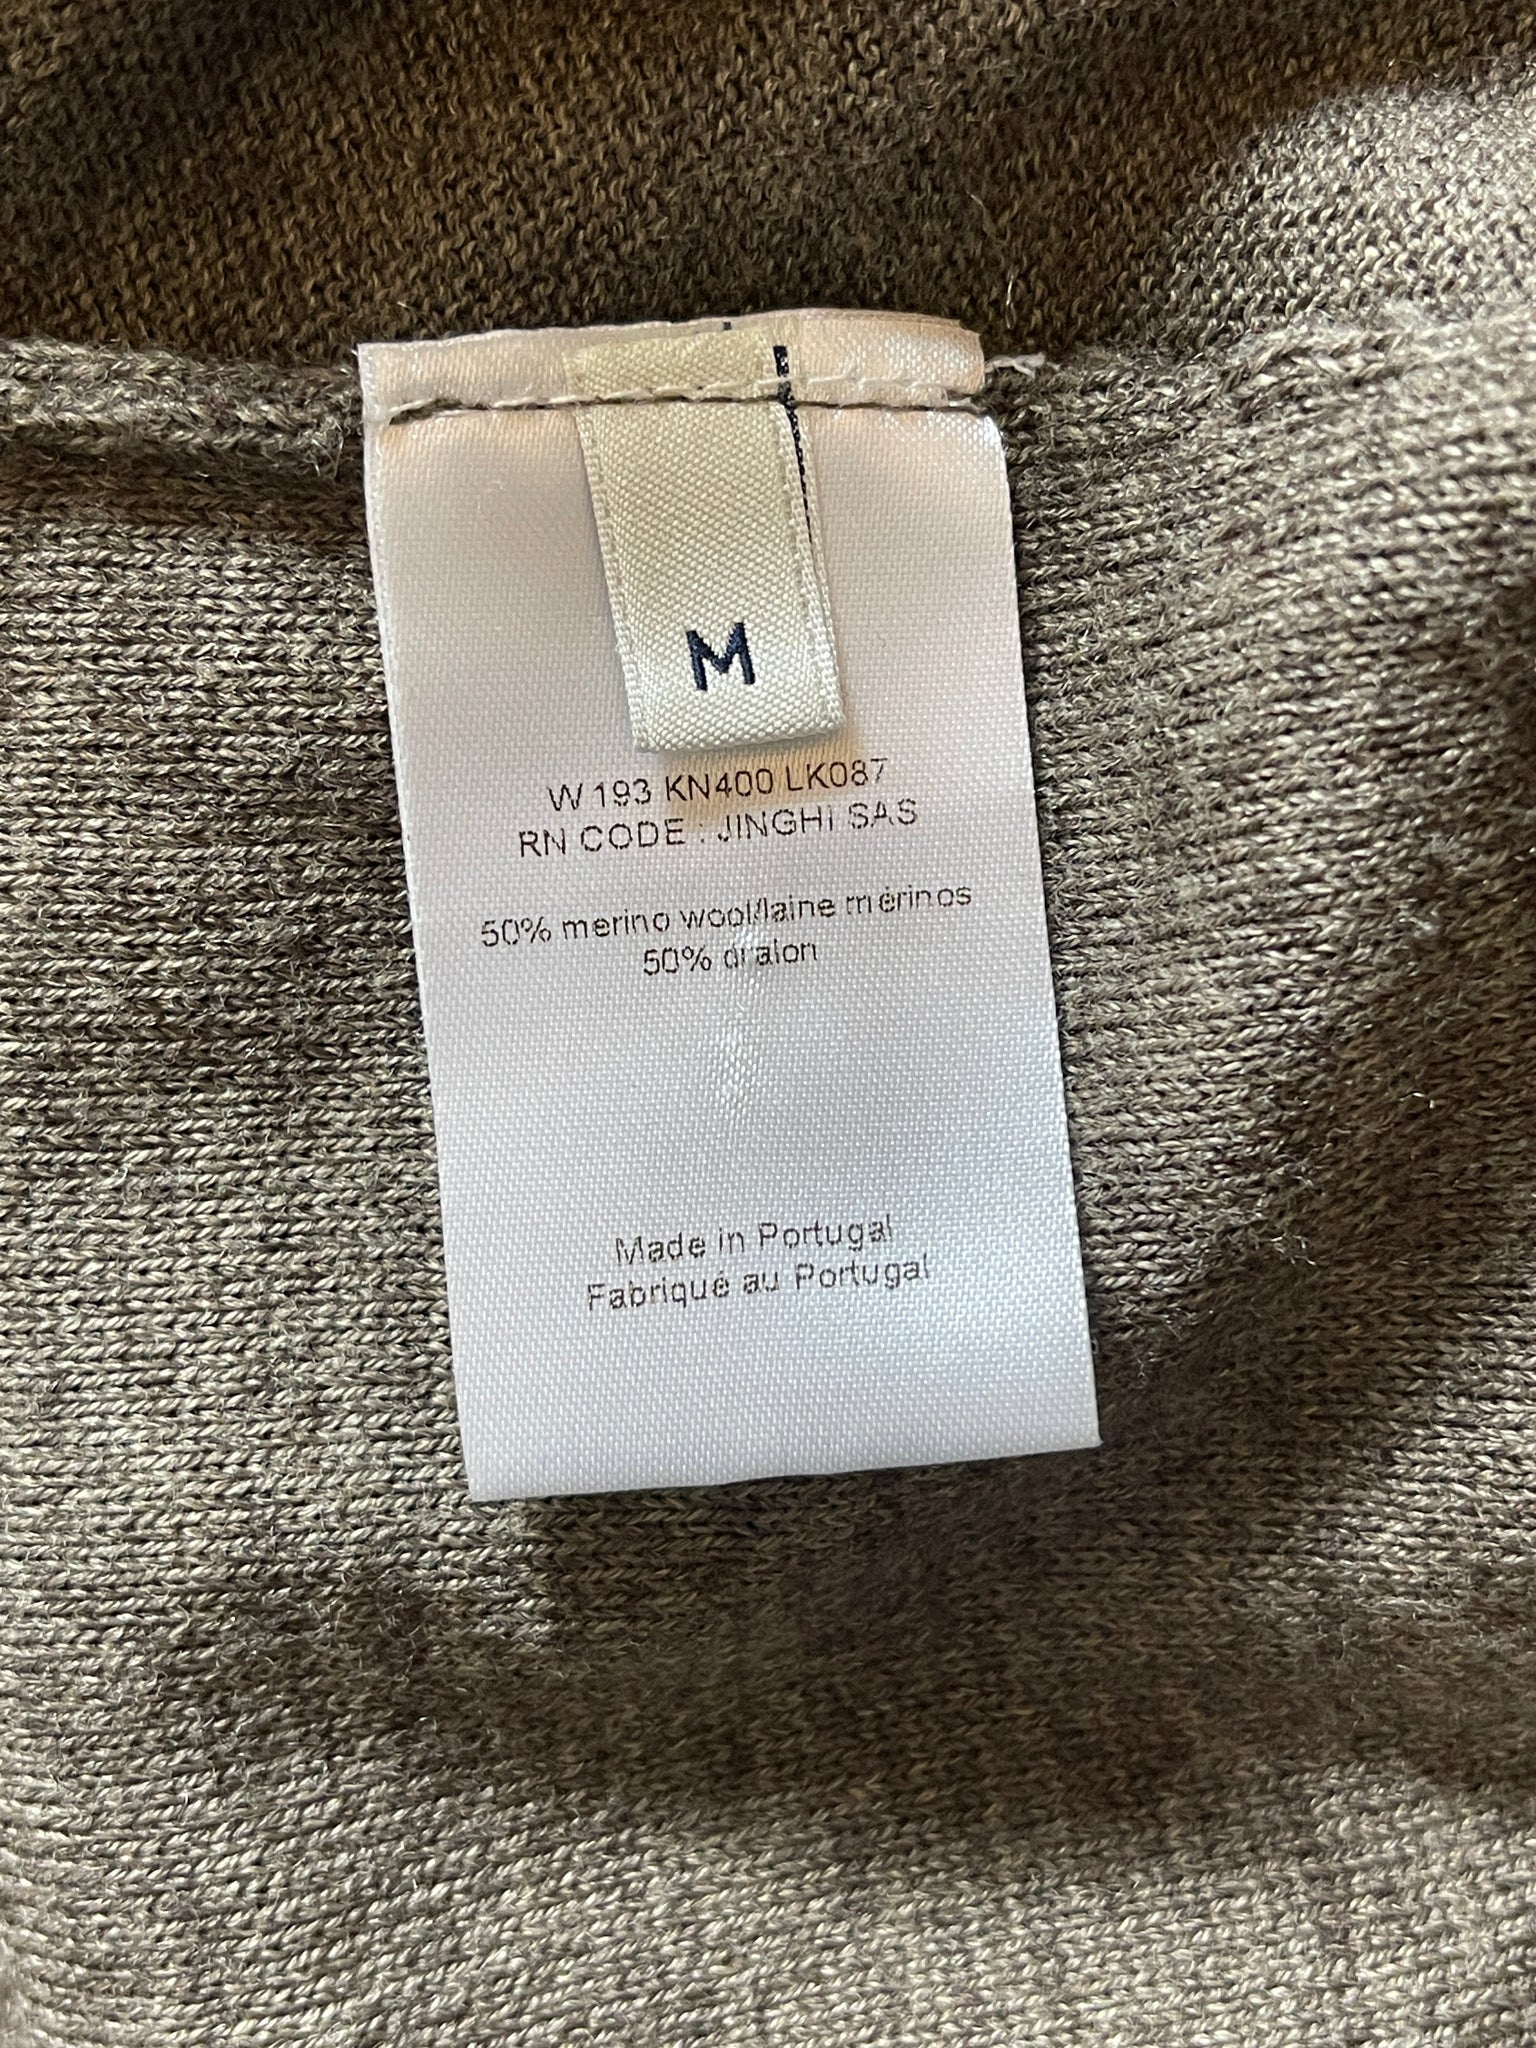 M
W 193 KN400 LK087
RN CODE : JINGHI SAS
50% merino wool/laine mérinos
50% dralon
Made in Portugal
Fabriqué au Portugal